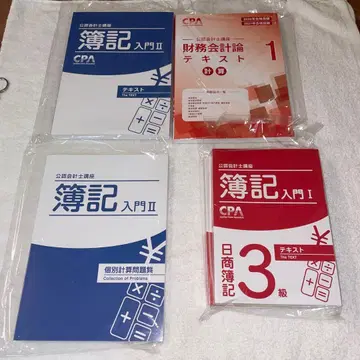 公認会計士講座
簿記入門Ⅱ
CPA
テキスト
The TEXT
CPA
公認会計士講座
財務会計論
テキスト 1
計算
公認会計士講座
簿記入門Ⅱ
個別計算問題集
Collection of Problems
公認会計士講座
簿記入門Ⅰ
CPA
テキスト
The TEXT
日商簿記3級